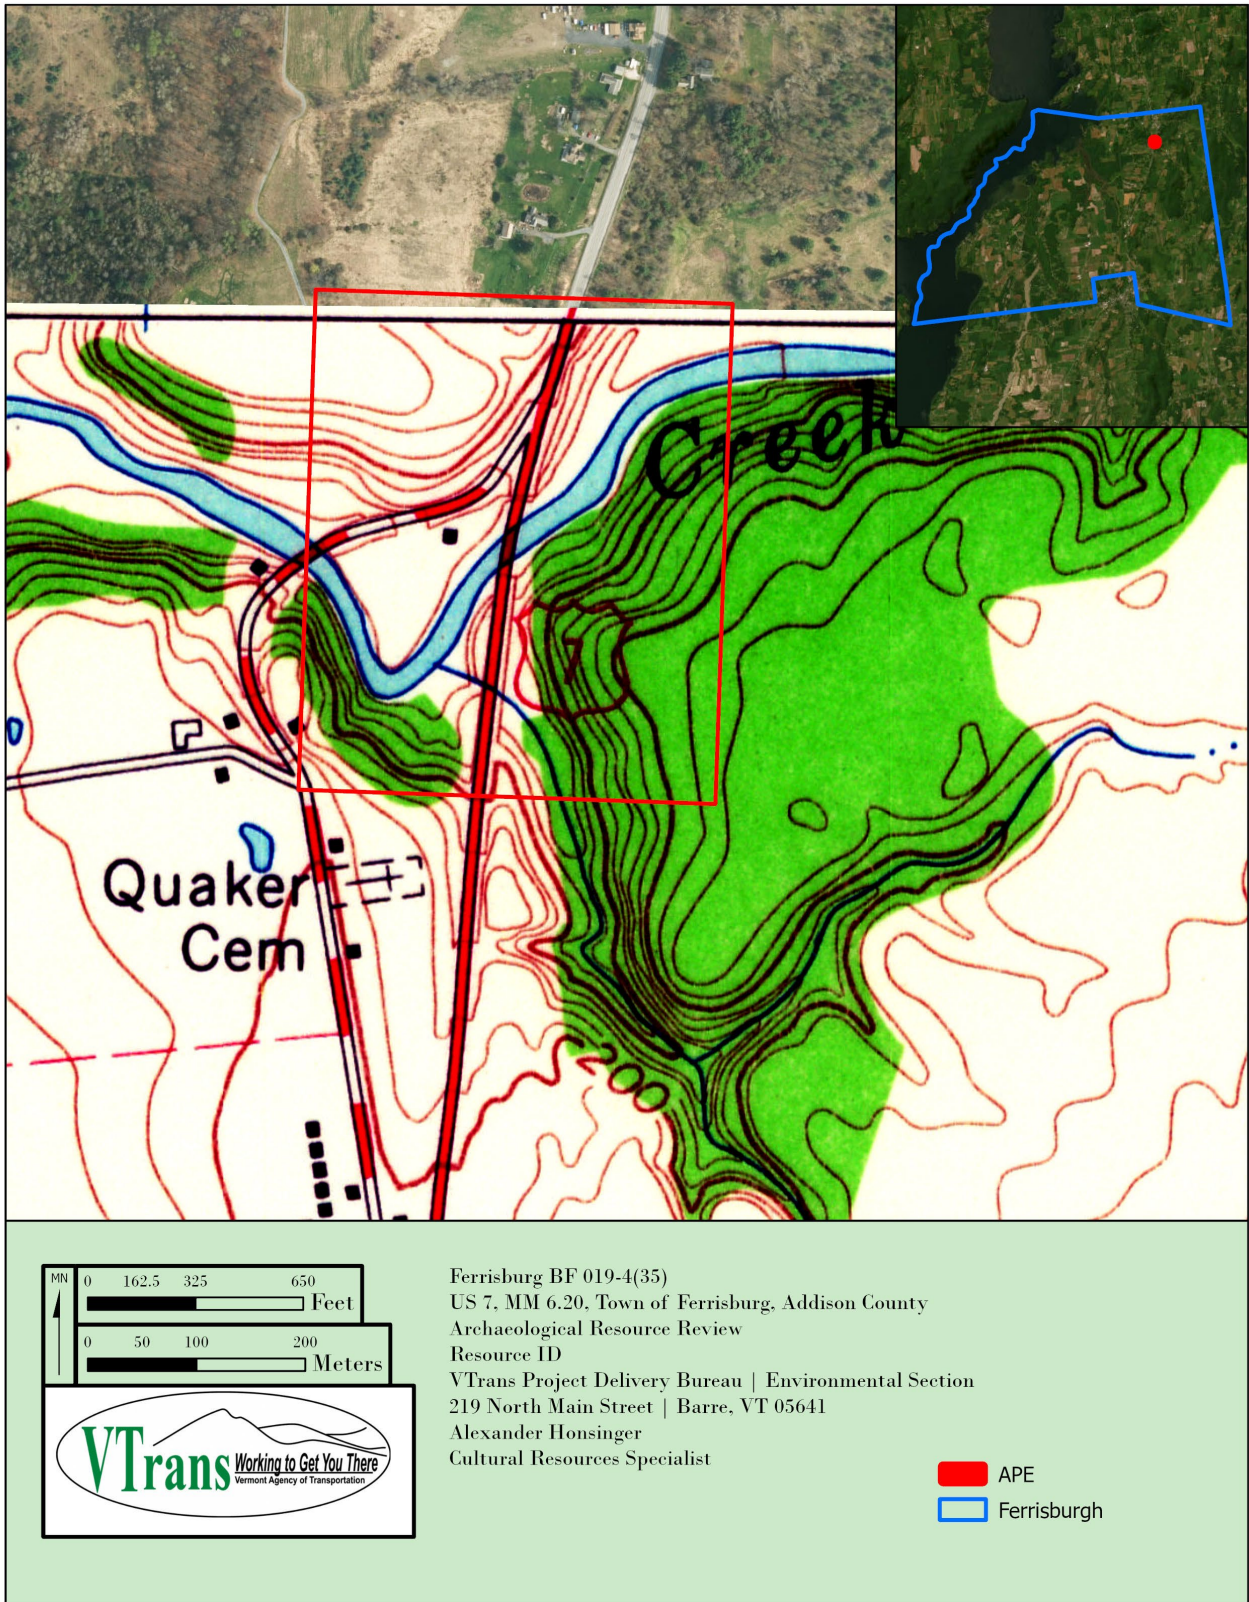 Creek
7
Quaker
Cem
200
MN
0 162.5 325 650
Feet
0 50 100 200
Meters
VTrans Working to Get You There
Vermont Agency of Transportation
Ferrisburg BF 019-4(35)
US 7, MM 6.20, Town of Ferrisburg, Addison County
Archaeological Resource Review
Resource ID
VTrans Project Delivery Bureau | Environmental Section
219 North Main Street | Barre, VT 05641
Alexander Honsinger
Cultural Resources Specialist
APE
Ferrisburgh